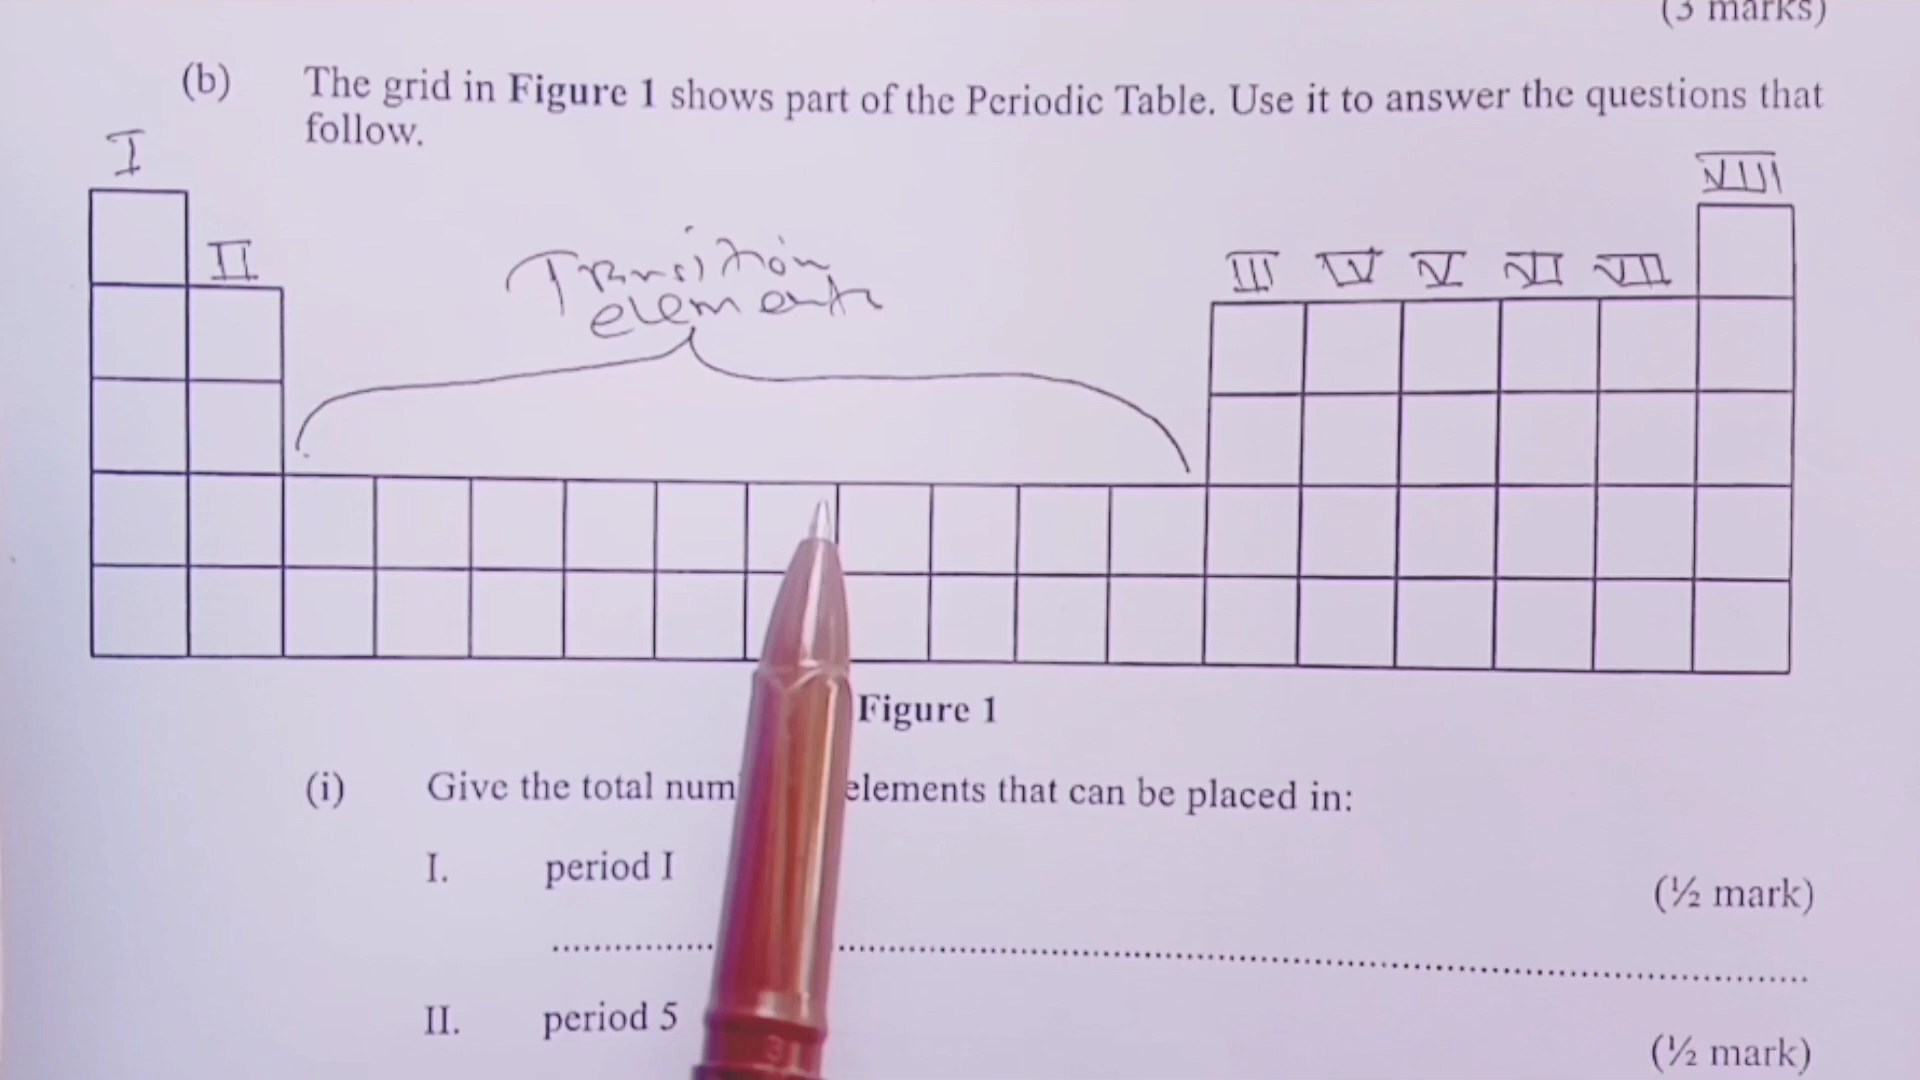 (3 marks)
(b) The grid in Figure 1 shows part of the Periodic Table. Use it to answer the questions that
follow.
I
VIII
II
Transition
elements
III IV V VI VII
Figure 1
(i) Give the total num elements that can be placed in:
I. period I
(½ mark)
II. period 5
(½ mark)